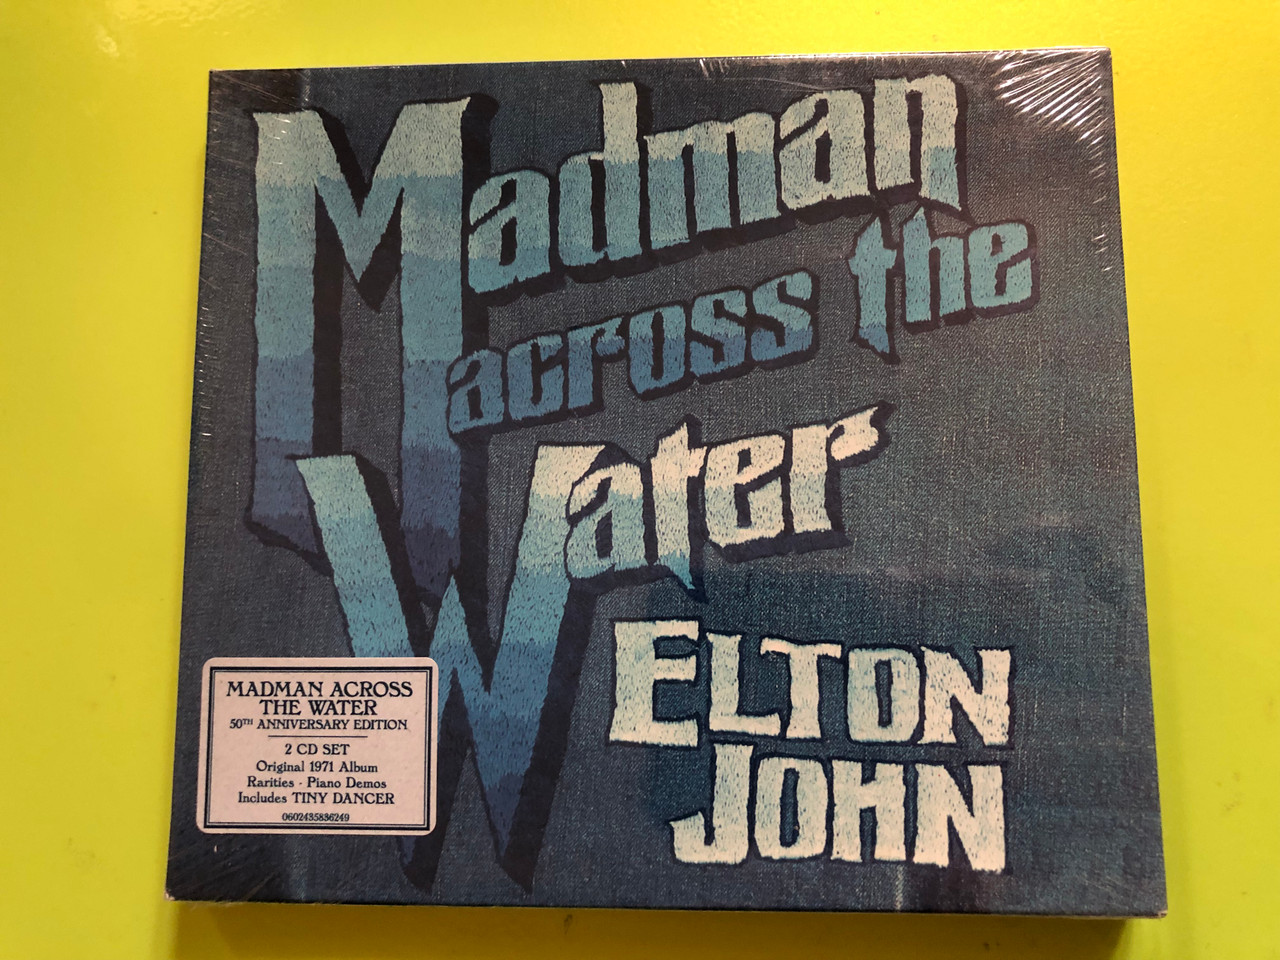 Madman
across the
Water
ELTON
JOHN
MADMAN ACROSS
THE WATER
50TH ANNIVERSARY EDITION
2 CD SET
Original 1971 Album
Rarities · Piano Demos
Includes TINY DANCER
0602435836249